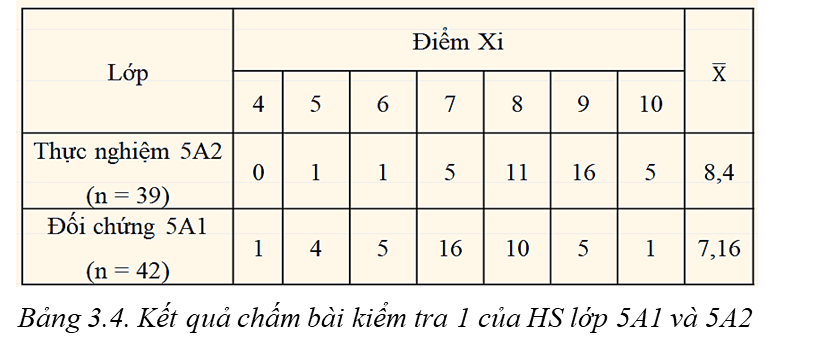 Lớp Điểm Xi X̅
4 5 6 7 8 9 10
Thực nghiệm 5A2
(n = 39)
0 1 1 5 11 16 5 8,4
Đối chứng 5A1
(n = 42)
1 4 5 16 10 5 1 7,16
Bảng 3.4. Kết quả chấm bài kiểm tra 1 của HS lớp 5A1 và 5A2